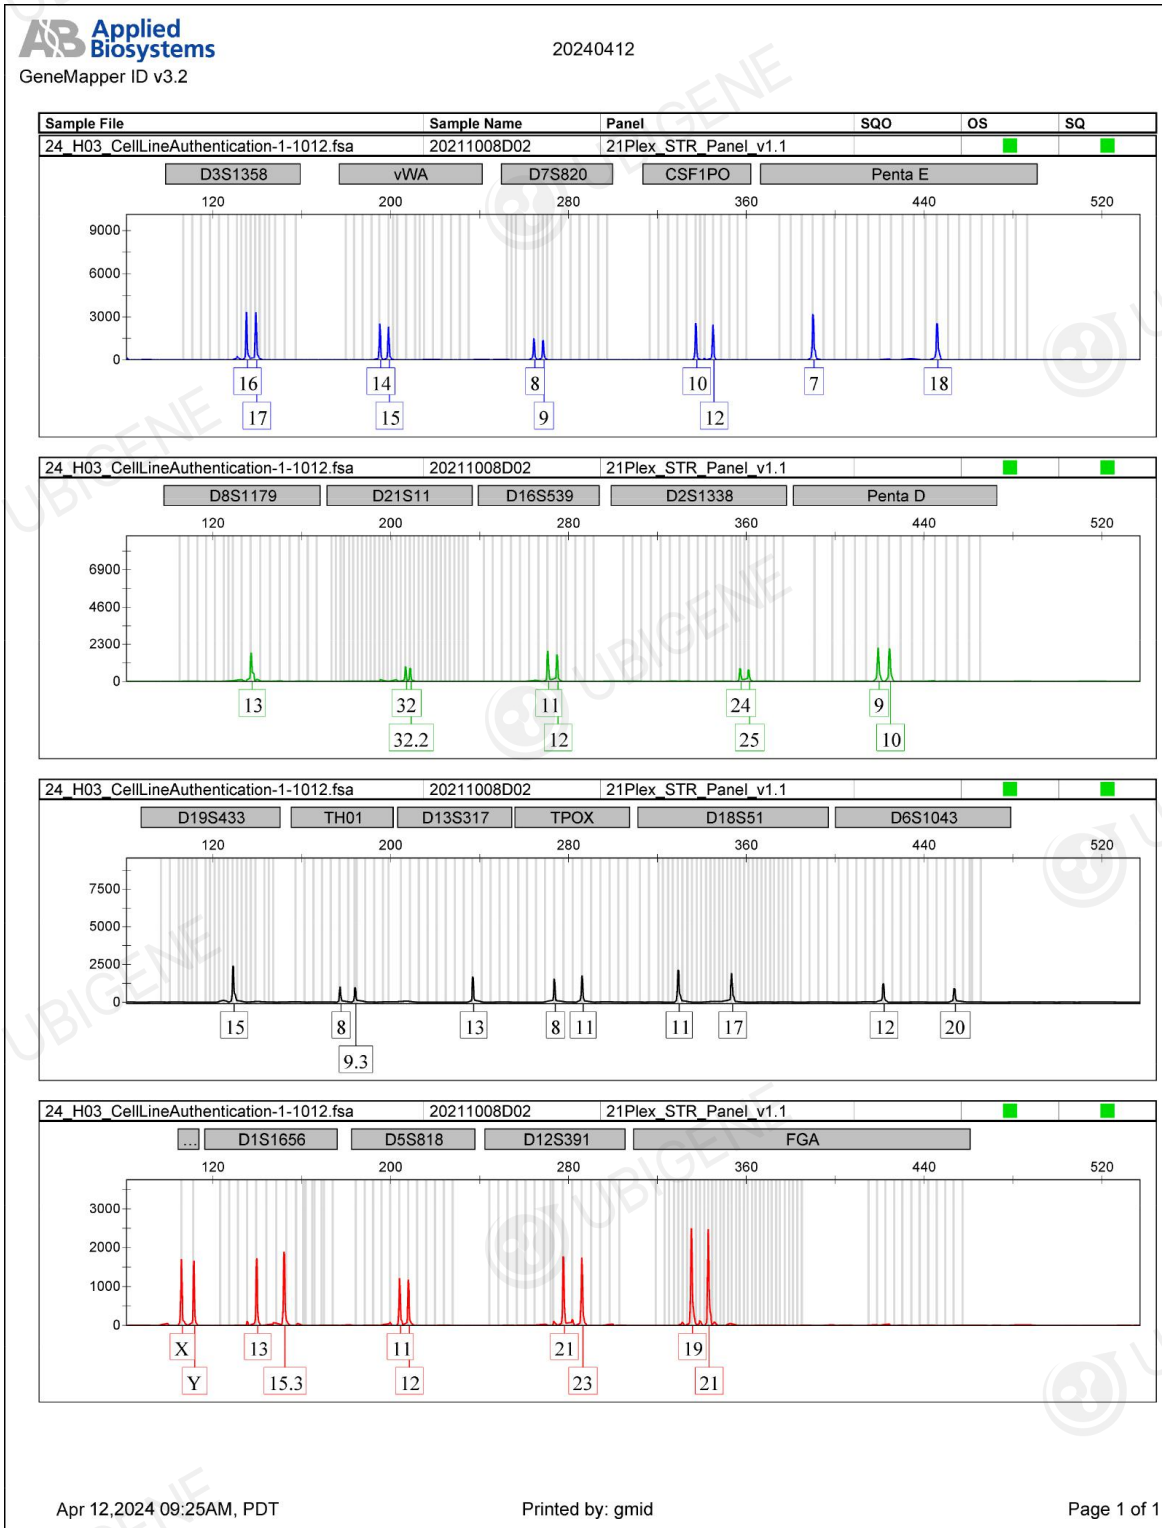 AB Applied Biosystems
20240412
GeneMapper ID v3.2
Sample File Sample Name Panel SQO OS SQ
24_H03_CellLineAuthentication-1-1012.fsa 20211008D02 21Plex_STR_Panel_v1.1
D3S1358 vWA D7S820 CSF1PO Penta E
120 200 280 360 440 520
9000
6000
3000
0
16 14 8 10 7 18
17 15 9 12
24_H03_CellLineAuthentication-1-1012.fsa 20211008D02 21Plex_STR_Panel_v1.1
D8S1179 D21S11 D16S539 D2S1338 Penta D
120 200 280 360 440 520
6900
4600
2300
0
13 32 11 24 9
32.2 12 25 10
24_H03_CellLineAuthentication-1-1012.fsa 20211008D02 21Plex_STR_Panel_v1.1
D19S433 TH01 D13S317 TPOX D18S51 D6S1043
120 200 280 360 440 520
7500
5000
2500
0
15 8 13 8 11 11 17 12 20
9.3
24_H03_CellLineAuthentication-1-1012.fsa 20211008D02 21Plex_STR_Panel_v1.1
... D1S1656 D5S818 D12S391 FGA
120 200 280 360 440 520
3000
2000
1000
0
X 13 11 21 19
Y 15.3 12 23 21
Apr 12,2024 09:25AM, PDT Printed by: gmid Page 1 of 1
UBIGENE
UBIGENE
UBIGENE
UBIGENE
UBIGENE
UBIGENE